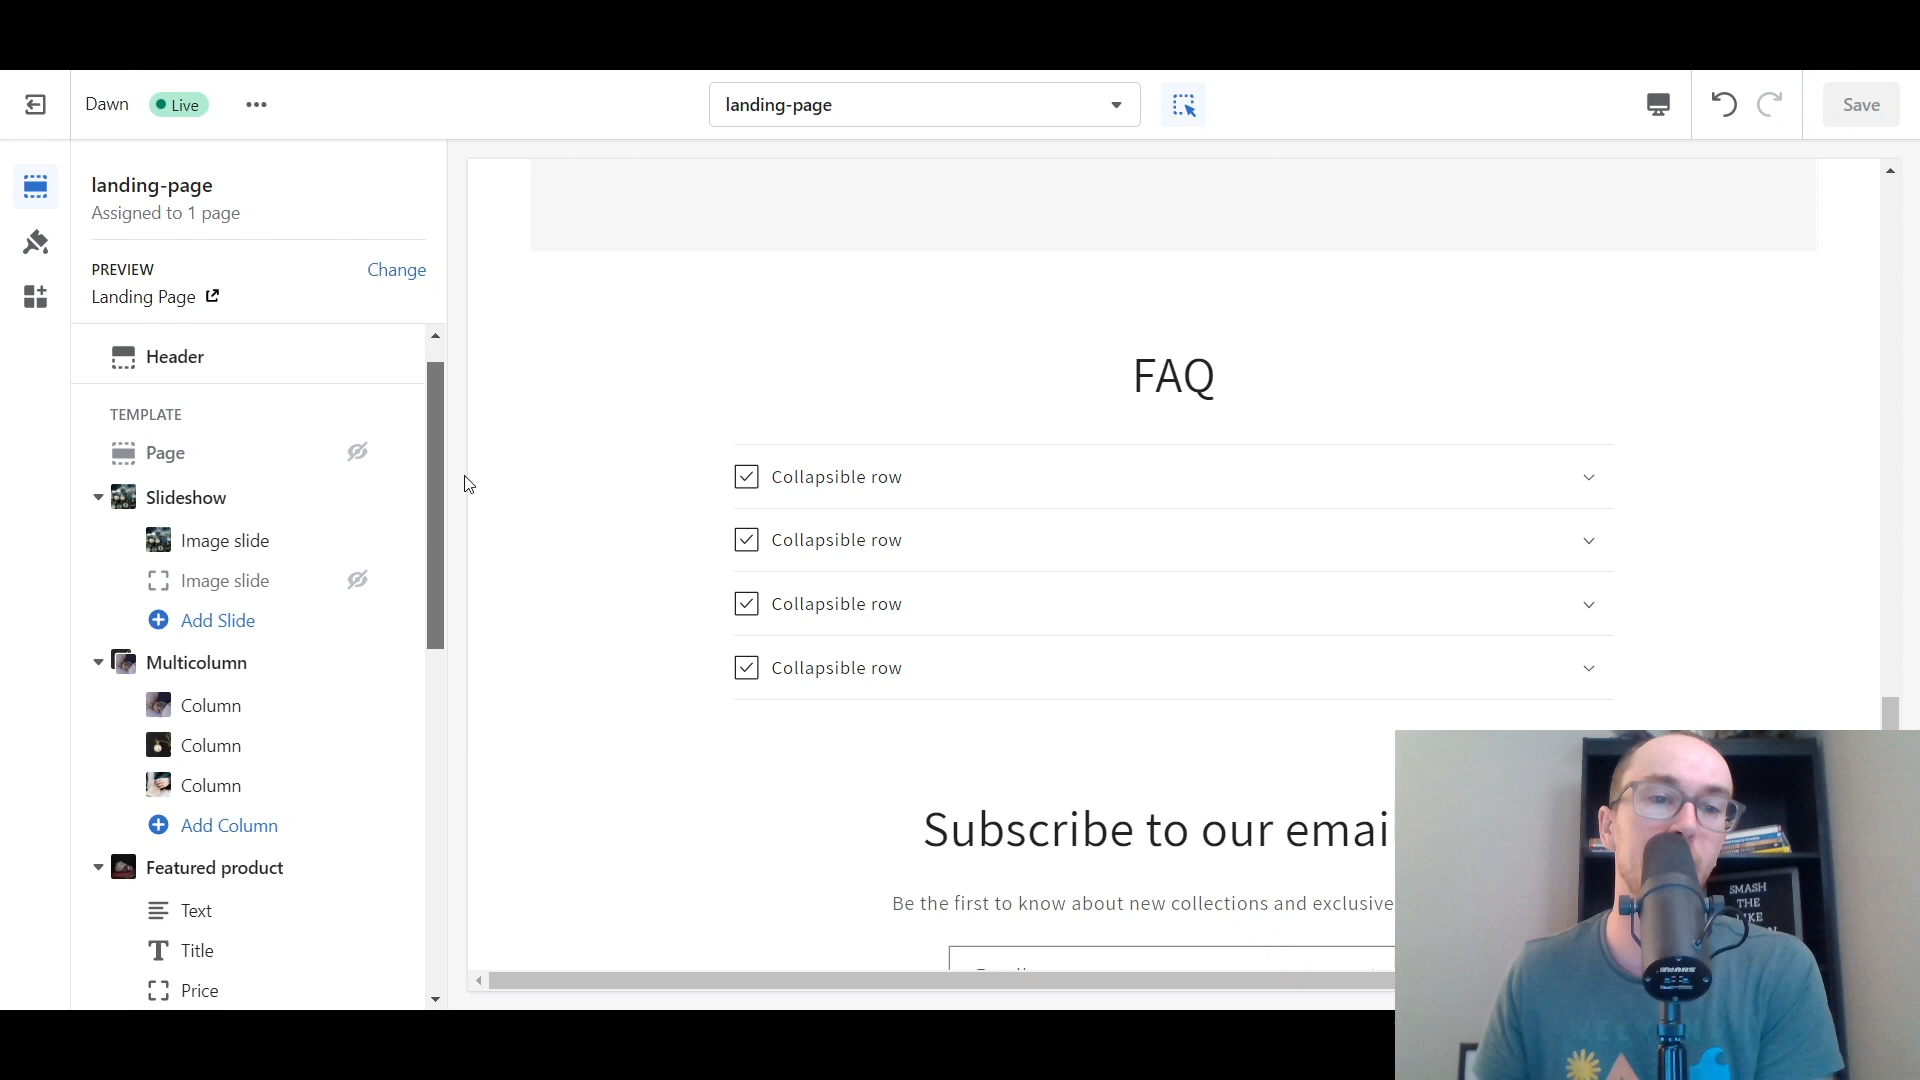 Dawn
Live
landing-page
Save
landing-page
Assigned to 1 page
PREVIEW
Change
Landing Page
Header
TEMPLATE
Page
Slideshow
Image slide
Image slide
Add Slide
Multicolumn
Column
Column
Column
Add Column
Featured product
Text
Title
Price
FAQ
Collapsible row
Collapsible row
Collapsible row
Collapsible row
Subscribe to our emai
Be the first to know about new collections and exclusive
SMASH
THE
SHURE